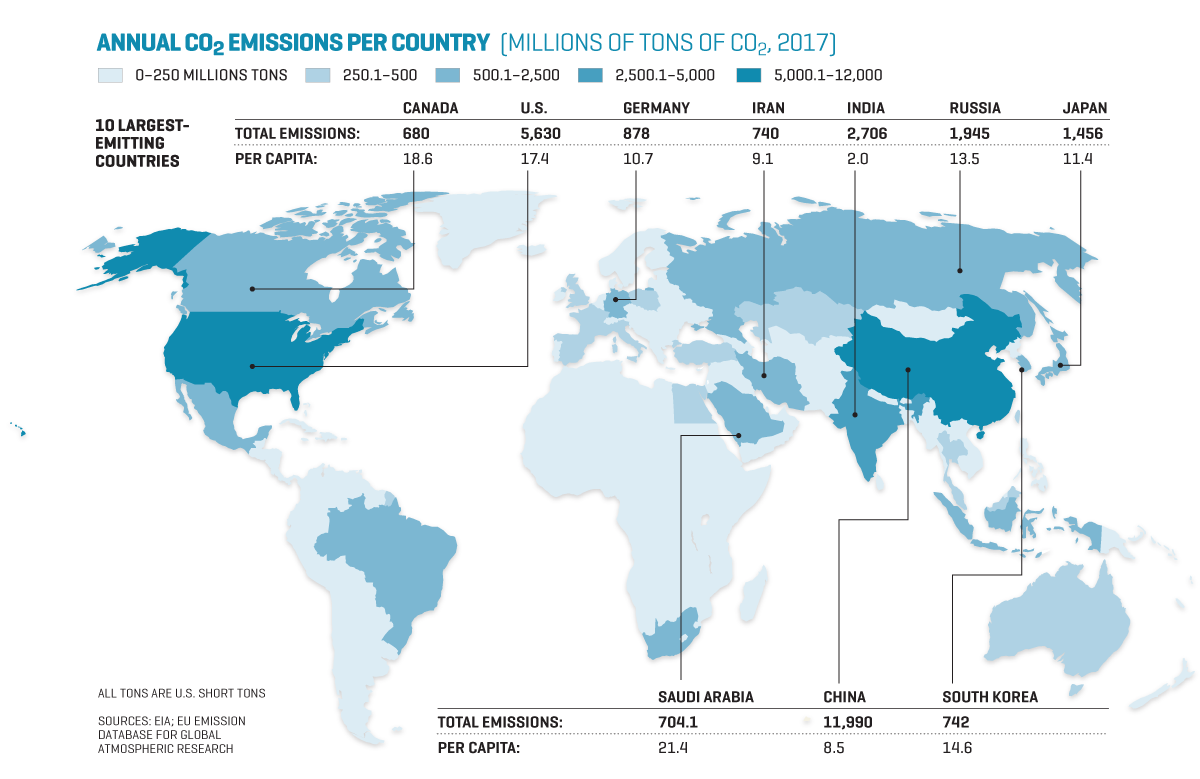 ANNUAL CO₂ EMISSIONS PER COUNTRY (MILLIONS OF TONS OF CO₂, 2017)
0–250 MILLIONS TONS 250.1–500 500.1–2,500 2,500.1–5,000 5,000.1–12,000
10 LARGEST-
EMITTING
COUNTRIES
CANADA U.S. GERMANY IRAN INDIA RUSSIA JAPAN
TOTAL EMISSIONS: 680 5,630 878 740 2,706 1,945 1,456
PER CAPITA: 18.6 17.4 10.7 9.1 2.0 13.5 11.4
SAUDI ARABIA CHINA SOUTH KOREA
TOTAL EMISSIONS: 704.1 11,990 742
PER CAPITA: 21.4 8.5 14.6
ALL TONS ARE U.S. SHORT TONS
SOURCES: EIA; EU EMISSION
DATABASE FOR GLOBAL
ATMOSPHERIC RESEARCH